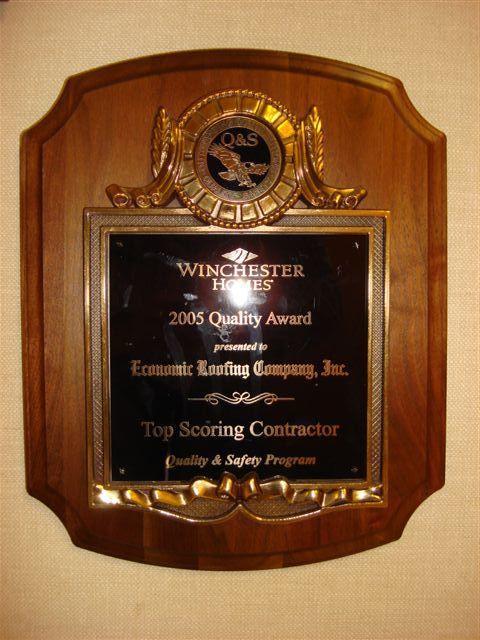 Q&S
WINCHESTER
HOMES
2005 Quality Award
presented to
Economic Roofing Company, Inc.
Top Scoring Contractor
Quality & Safety Program